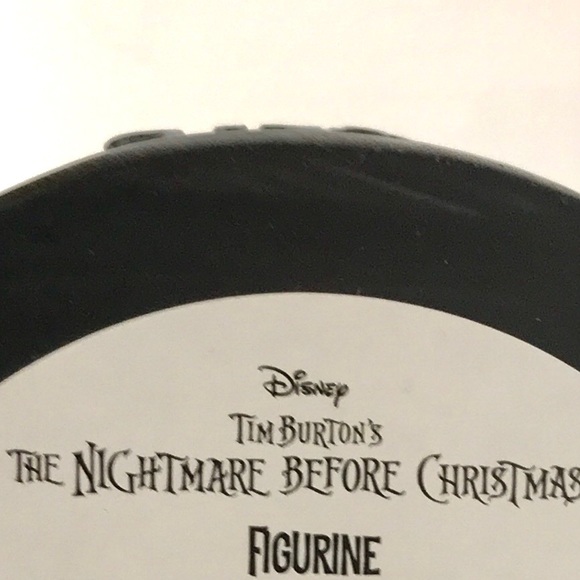 Disney
TIM BURTON'S
THE NIGHTMARE BEFORE CHRISTMAS
FIGURINE